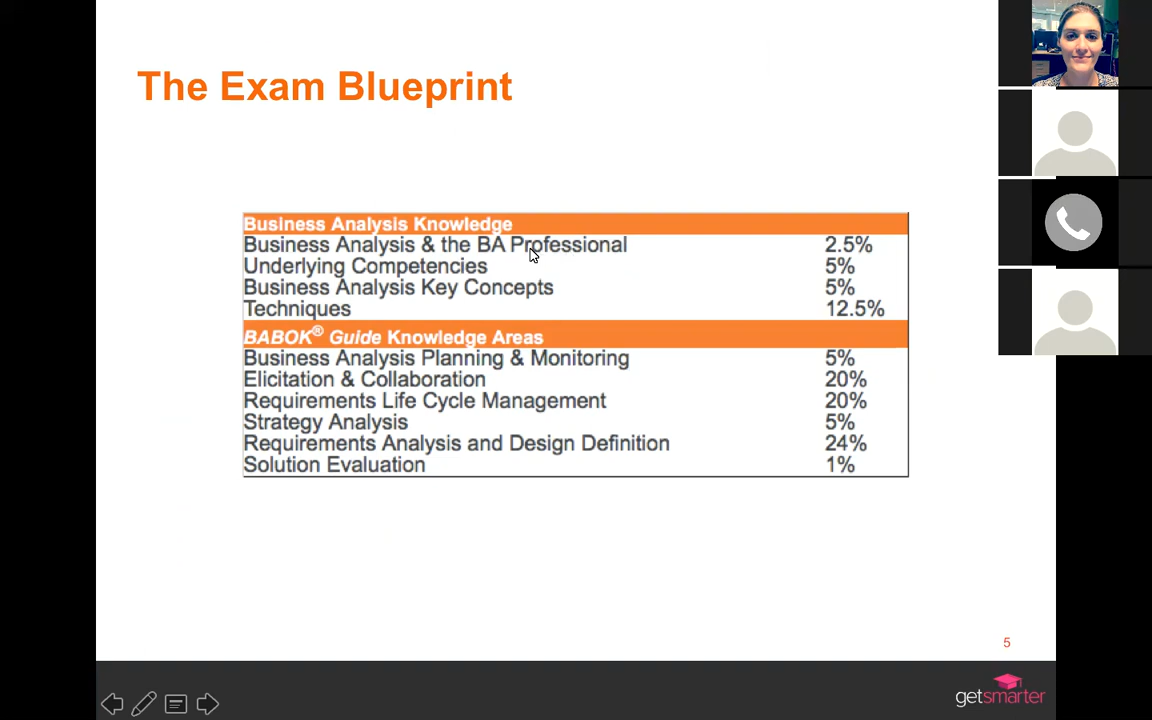 The Exam Blueprint
Business Analysis Knowledge
Business Analysis & the BA Professional 2.5%
Underlying Competencies 5%
Business Analysis Key Concepts 5%
Techniques 12.5%
BABOK® Guide Knowledge Areas
Business Analysis Planning & Monitoring 5%
Elicitation & Collaboration 20%
Requirements Life Cycle Management 20%
Strategy Analysis 5%
Requirements Analysis and Design Definition 24%
Solution Evaluation 1%
5
getsmarter